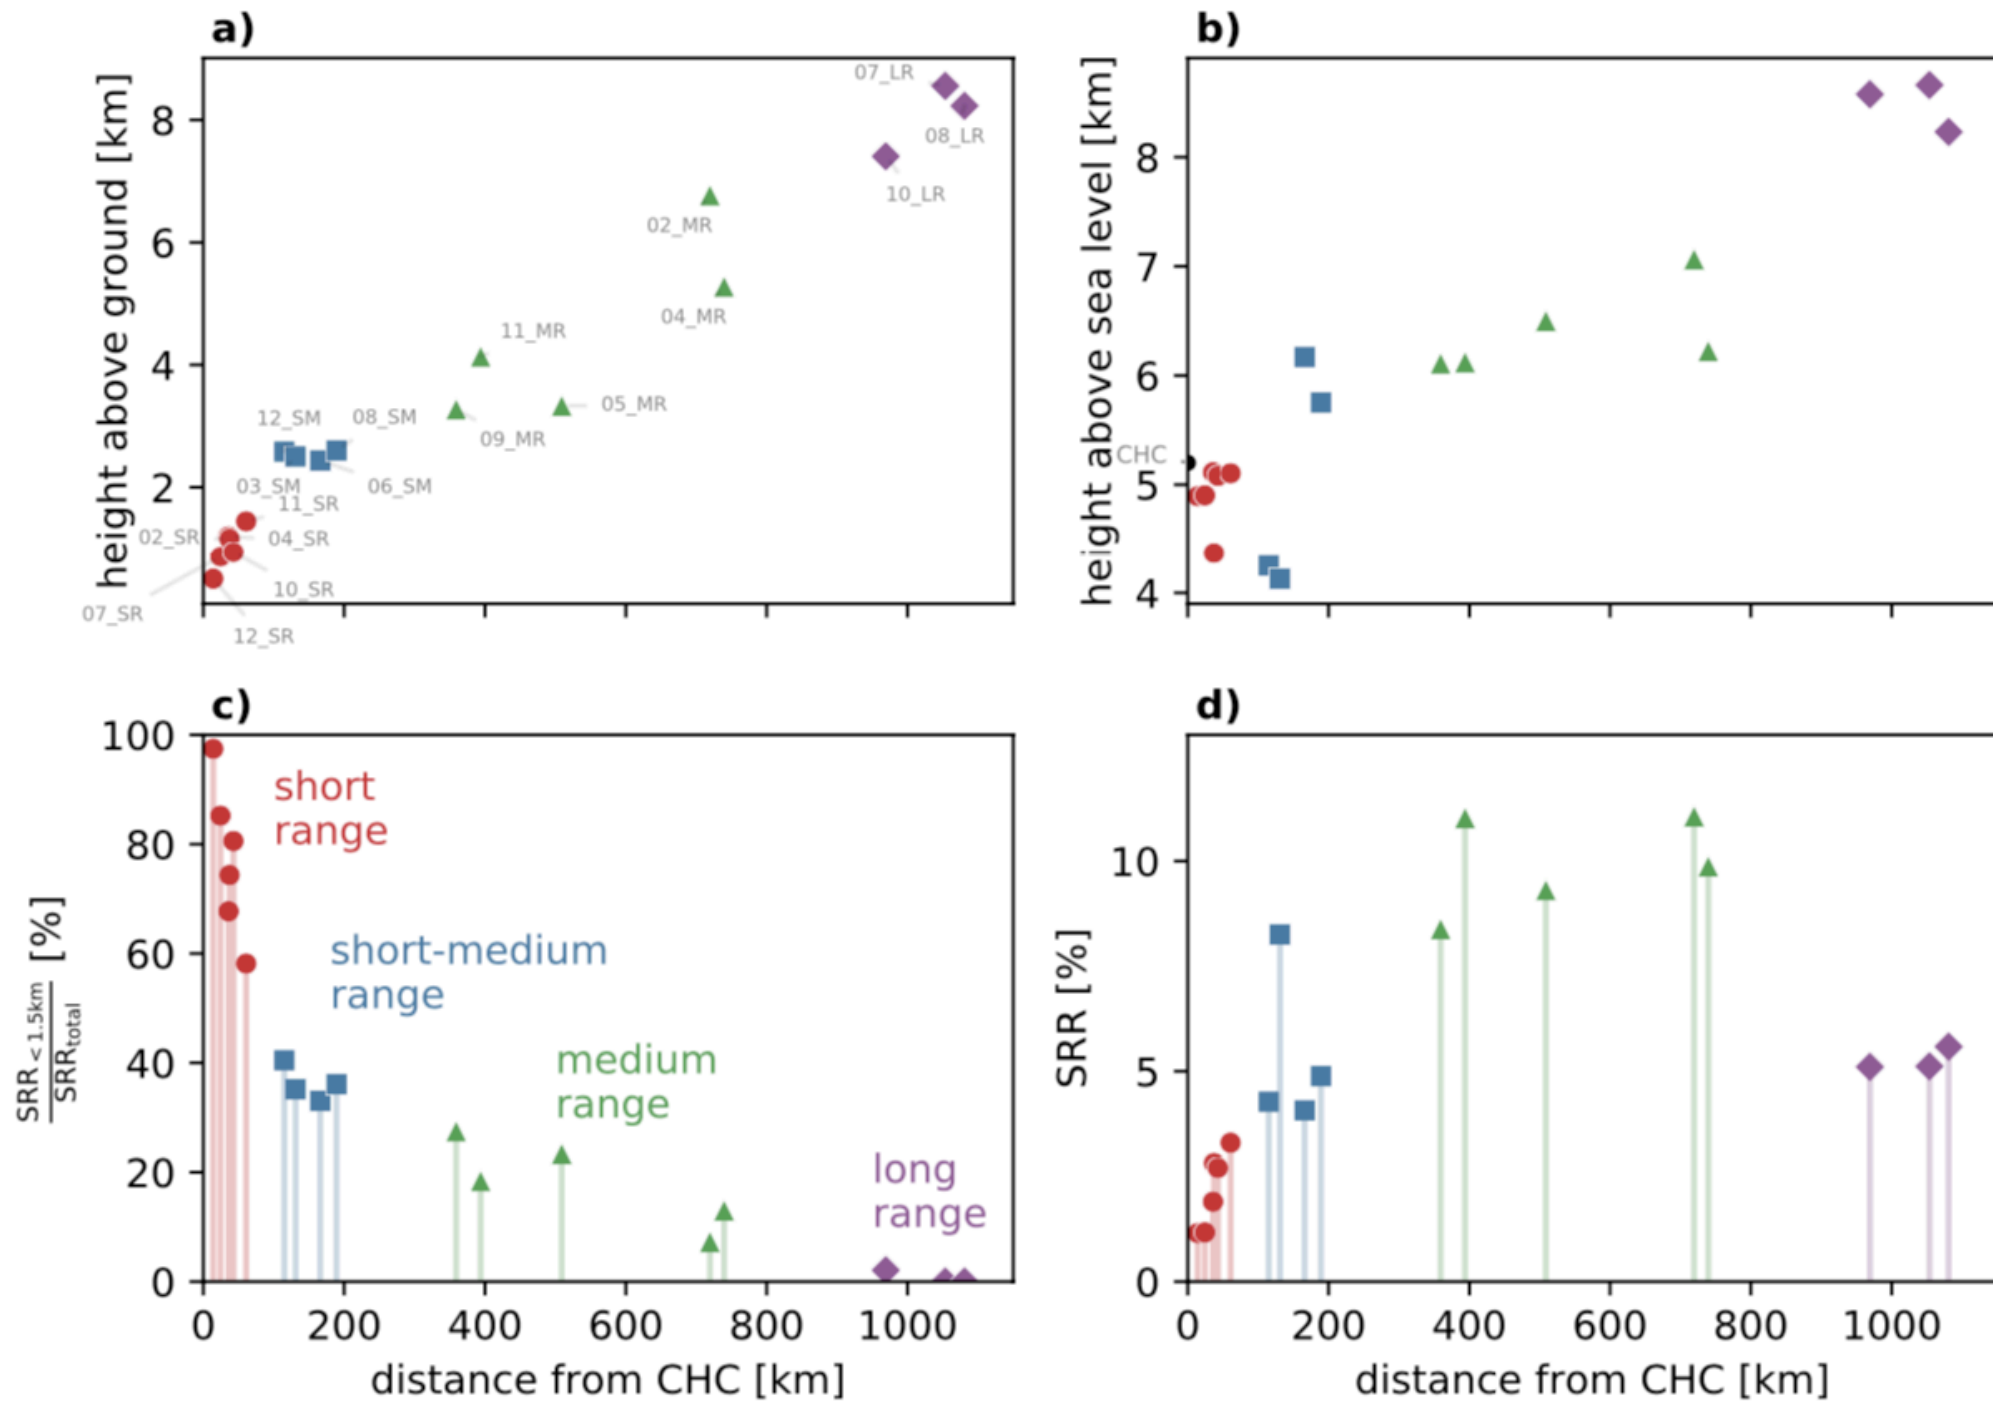 a)
height above ground [km]
8
6
4
2
07_LR
08_LR
10_LR
02_MR
04_MR
11_MR
05_MR
09_MR
12_SM
08_SM
03_SM
06_SM
11_SR
02_SR
04_SR
10_SR
07_SR
12_SR
b)
height above sea level [km]
8
7
6
5
4
CHC
c)
SRR<1.5km
SRRtotal
[%]
100
80
60
40
20
0
short
range
short-medium
range
medium
range
long
range
0 200 400 600 800 1000
distance from CHC [km]
d)
SRR [%]
10
5
0
0 200 400 600 800 1000
distance from CHC [km]